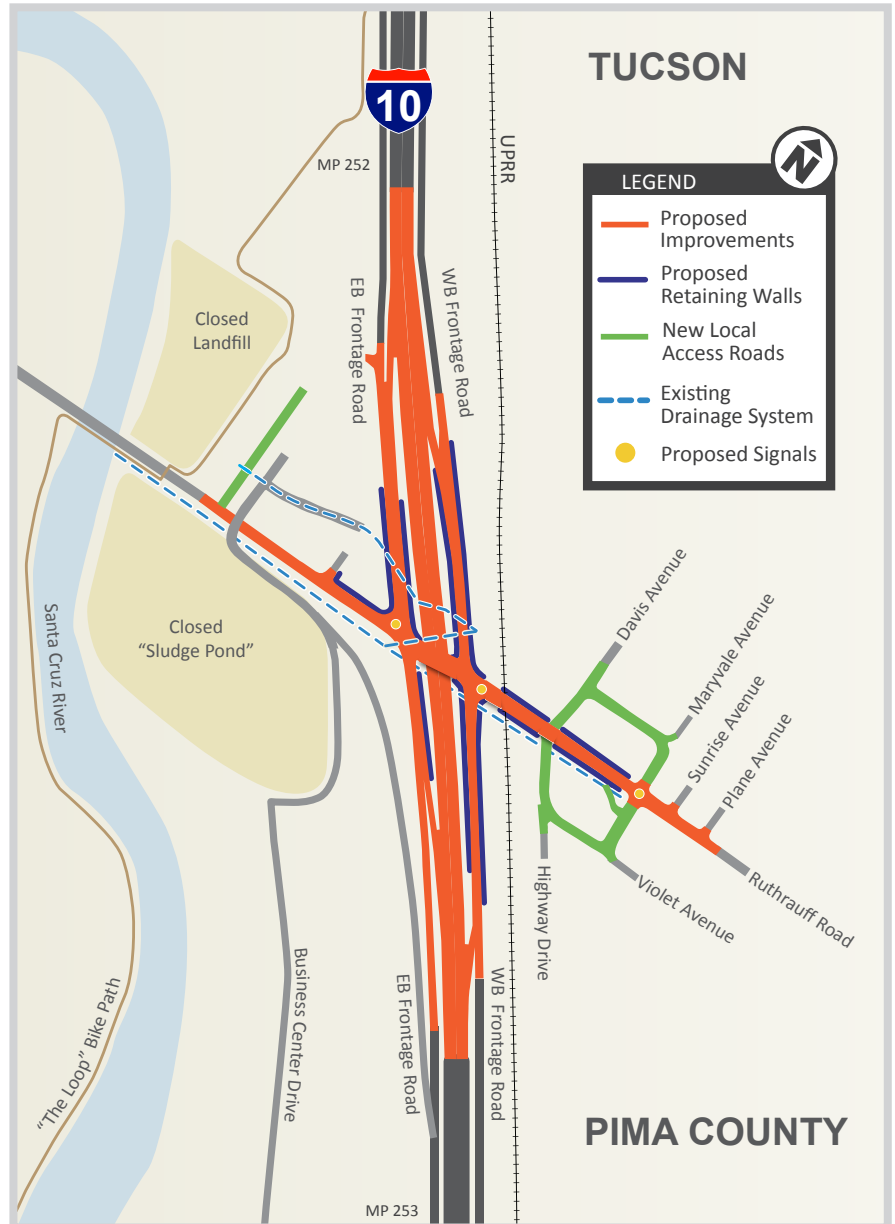 TUCSON
10
UPRR
MP 252
N
LEGEND
Proposed
Improvements
Proposed
Retaining Walls
New Local
Access Roads
Existing
Drainage System
Proposed Signals
EB Frontage Road
WB Frontage Road
Closed
Landfill
Santa Cruz River
Closed
"Sludge Pond"
Davis Avenue
Maryvale Avenue
Sunrise Avenue
Plane Avenue
Ruthrauff Road
Violet Avenue
Highway Drive
Business Center Drive
EB Frontage Road
WB Frontage Road
"The Loop" Bike Path
PIMA COUNTY
MP 253